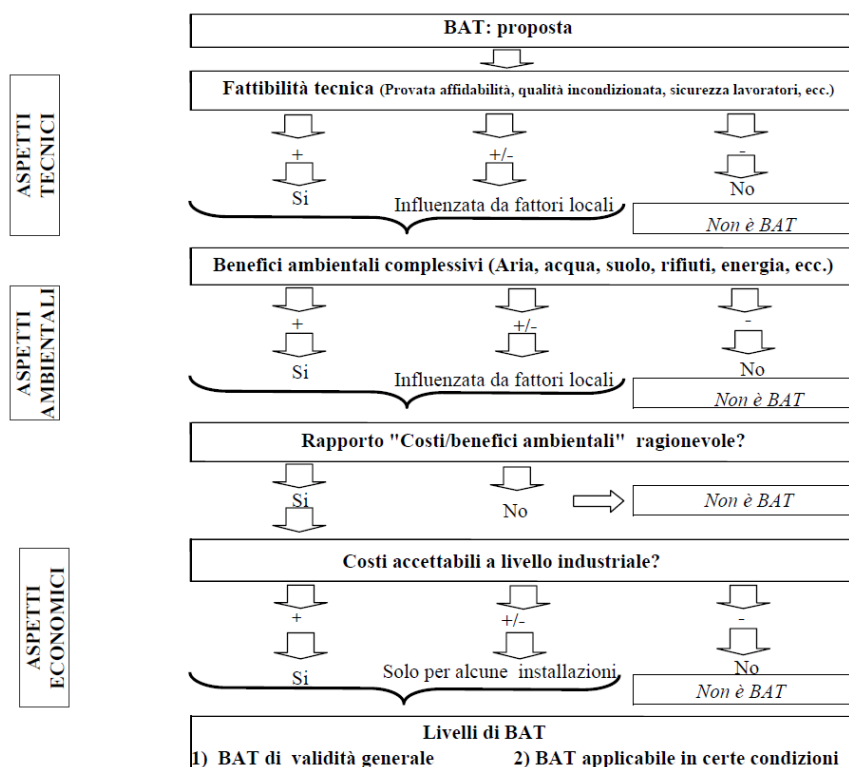 BAT: proposta
ASPETTI
TECNICI
Fattibilità tecnica (Provata affidabilità, qualità incondizionata, sicurezza lavoratori, ecc.)
+ +/- -
Si Influenzata da fattori locali No
Non è BAT
ASPETTI
AMBIENTALI
Benefici ambientali complessivi (Aria, acqua, suolo, rifiuti, energia, ecc.)
+ +/- -
Si Influenzata da fattori locali No
Non è BAT
Rapporto "Costi/benefici ambientali" ragionevole?
Si No Non è BAT
ASPETTI
ECONOMICI
Costi accettabili a livello industriale?
+ +/- -
Si Solo per alcune installazioni No
Non è BAT
Livelli di BAT
1) BAT di validità generale 2) BAT applicabile in certe condizioni